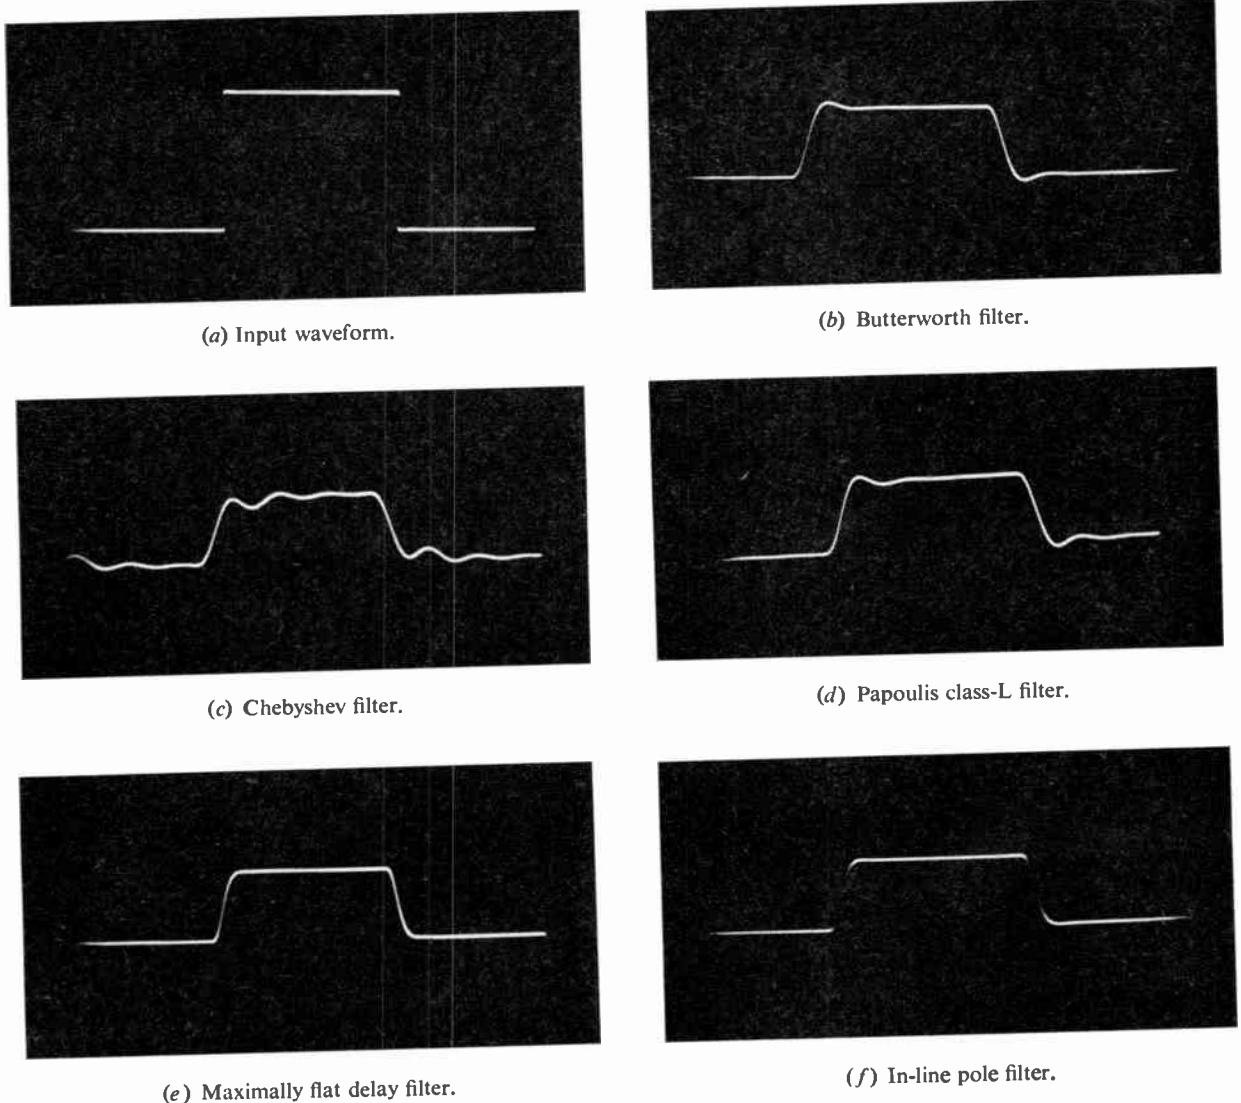 (a) Input waveform.
(b) Butterworth filter.
(c) Chebyshev filter.
(d) Papoulis class-L filter.
(e) Maximally flat delay filter.
(f) In-line pole filter.